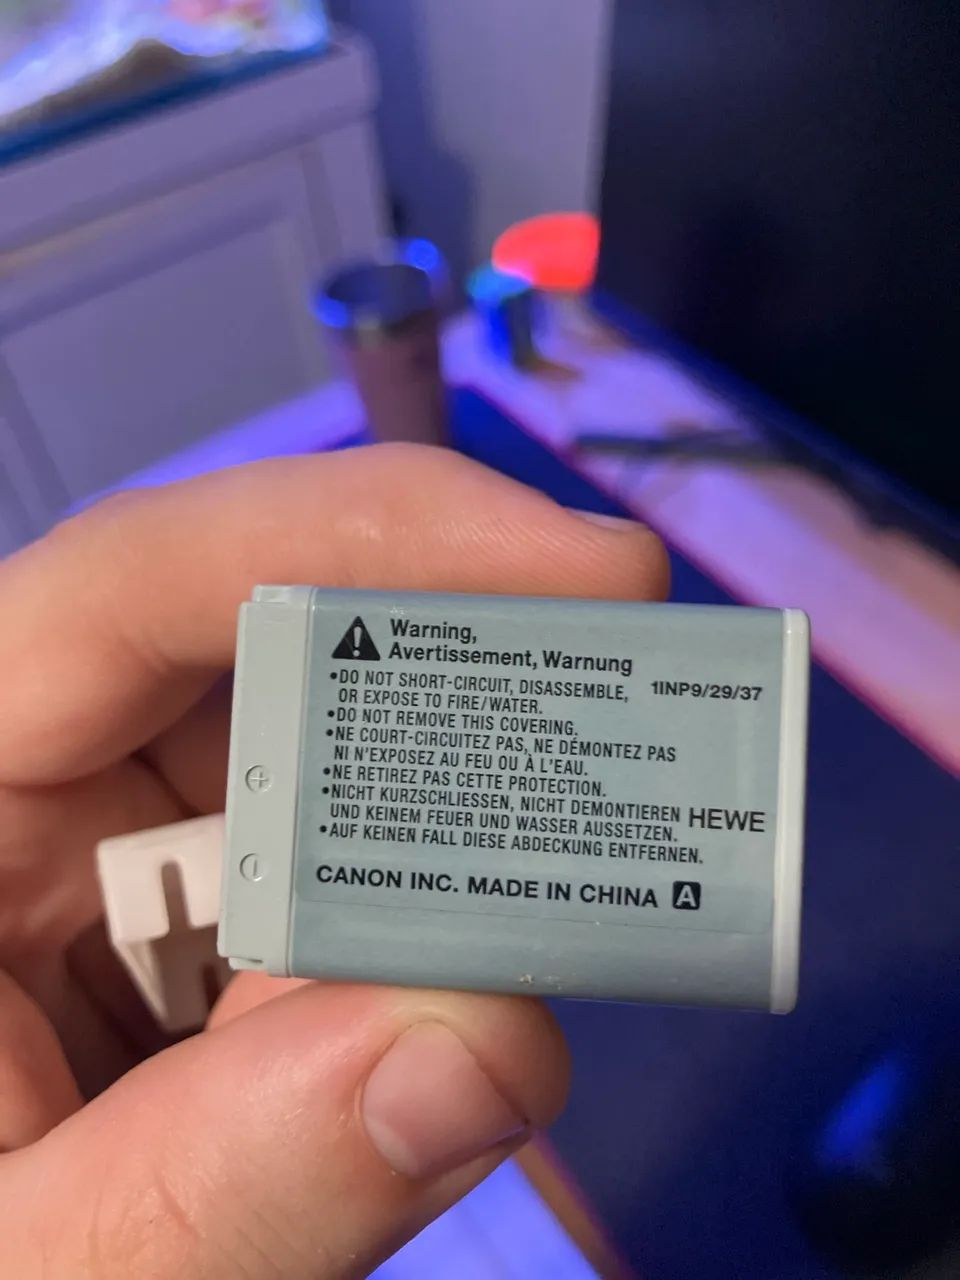 Warning,
Avertissement, Warnung
•DO NOT SHORT-CIRCUIT, DISASSEMBLE,
OR EXPOSE TO FIRE/WATER.
1INP9/29/37
•DO NOT REMOVE THIS COVERING.
•NE COURT-CIRCUITEZ PAS, NE DÉMONTEZ PAS
NI N'EXPOSEZ AU FEU OU À L'EAU.
•NE RETIREZ PAS CETTE PROTECTION.
•NICHT KURZSCHLIESSEN, NICHT DEMONTIEREN
UND KEINEM FEUER UND WASSER AUSSETZEN.
HEWE
•AUF KEINEN FALL DIESE ABDECKUNG ENTFERNEN.
CANON INC. MADE IN CHINA A
+
-